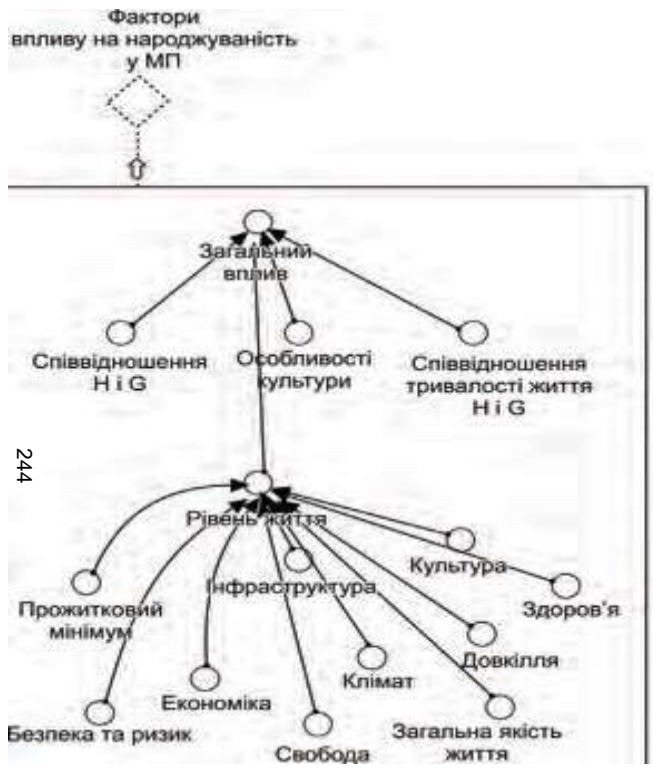 Фактори
впливу на народжуваність
у МП
Загальний
вплив
Співвідношення
H і G
Особливості
культури
Співвідношення
тривалості життя
H і G
244
Рівень життя
Інфраструктура
Культура
Прожитковий
мінімум
Здоров'я
Довкілля
Клімат
Економіка
Безпека та ризик
Свобода
Загальна якість
життя